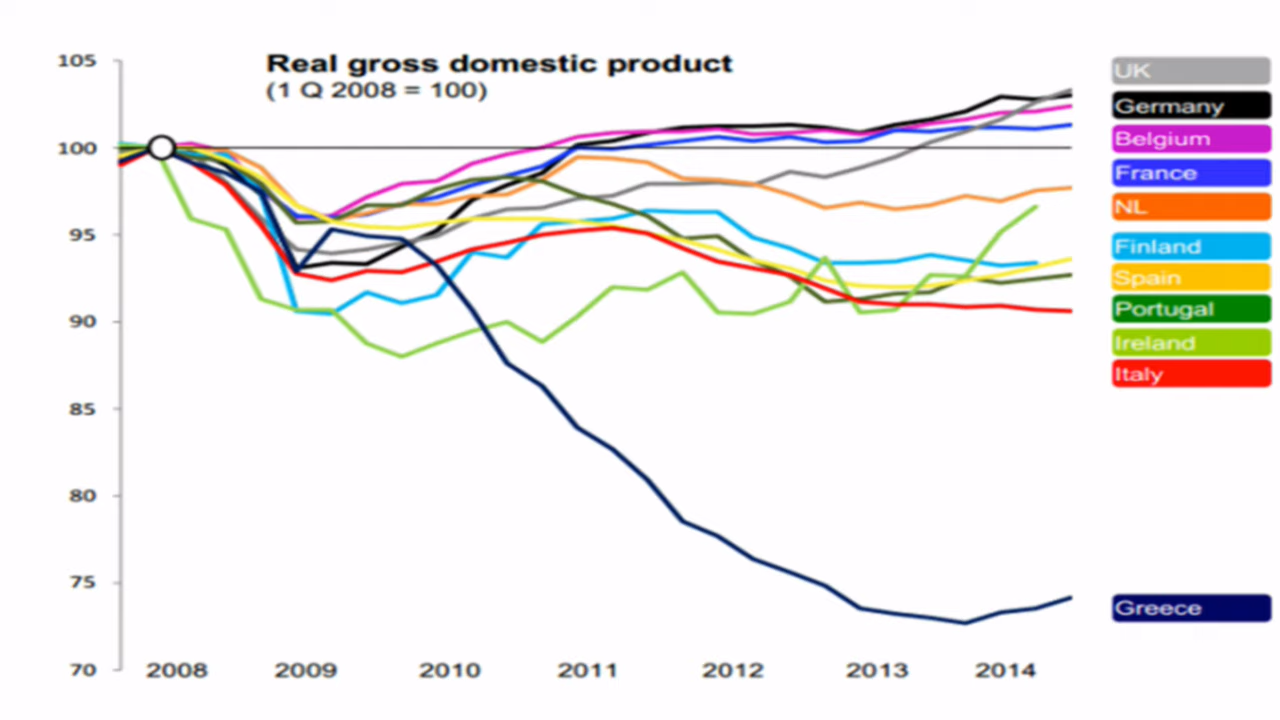 Real gross domestic product
(1 Q 2008 = 100)
105
100
95
90
85
80
75
70
2008 2009 2010 2011 2012 2013 2014
UK
Germany
Belgium
France
NL
Finland
Spain
Portugal
Ireland
Italy
Greece